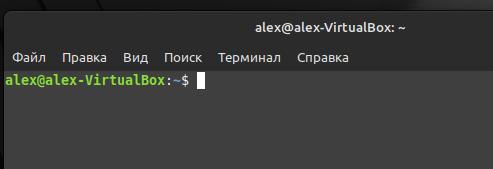 alex@alex-VirtualBox: ~
Файл Правка Вид Поиск Терминал Справка
alex@alex-VirtualBox:~$